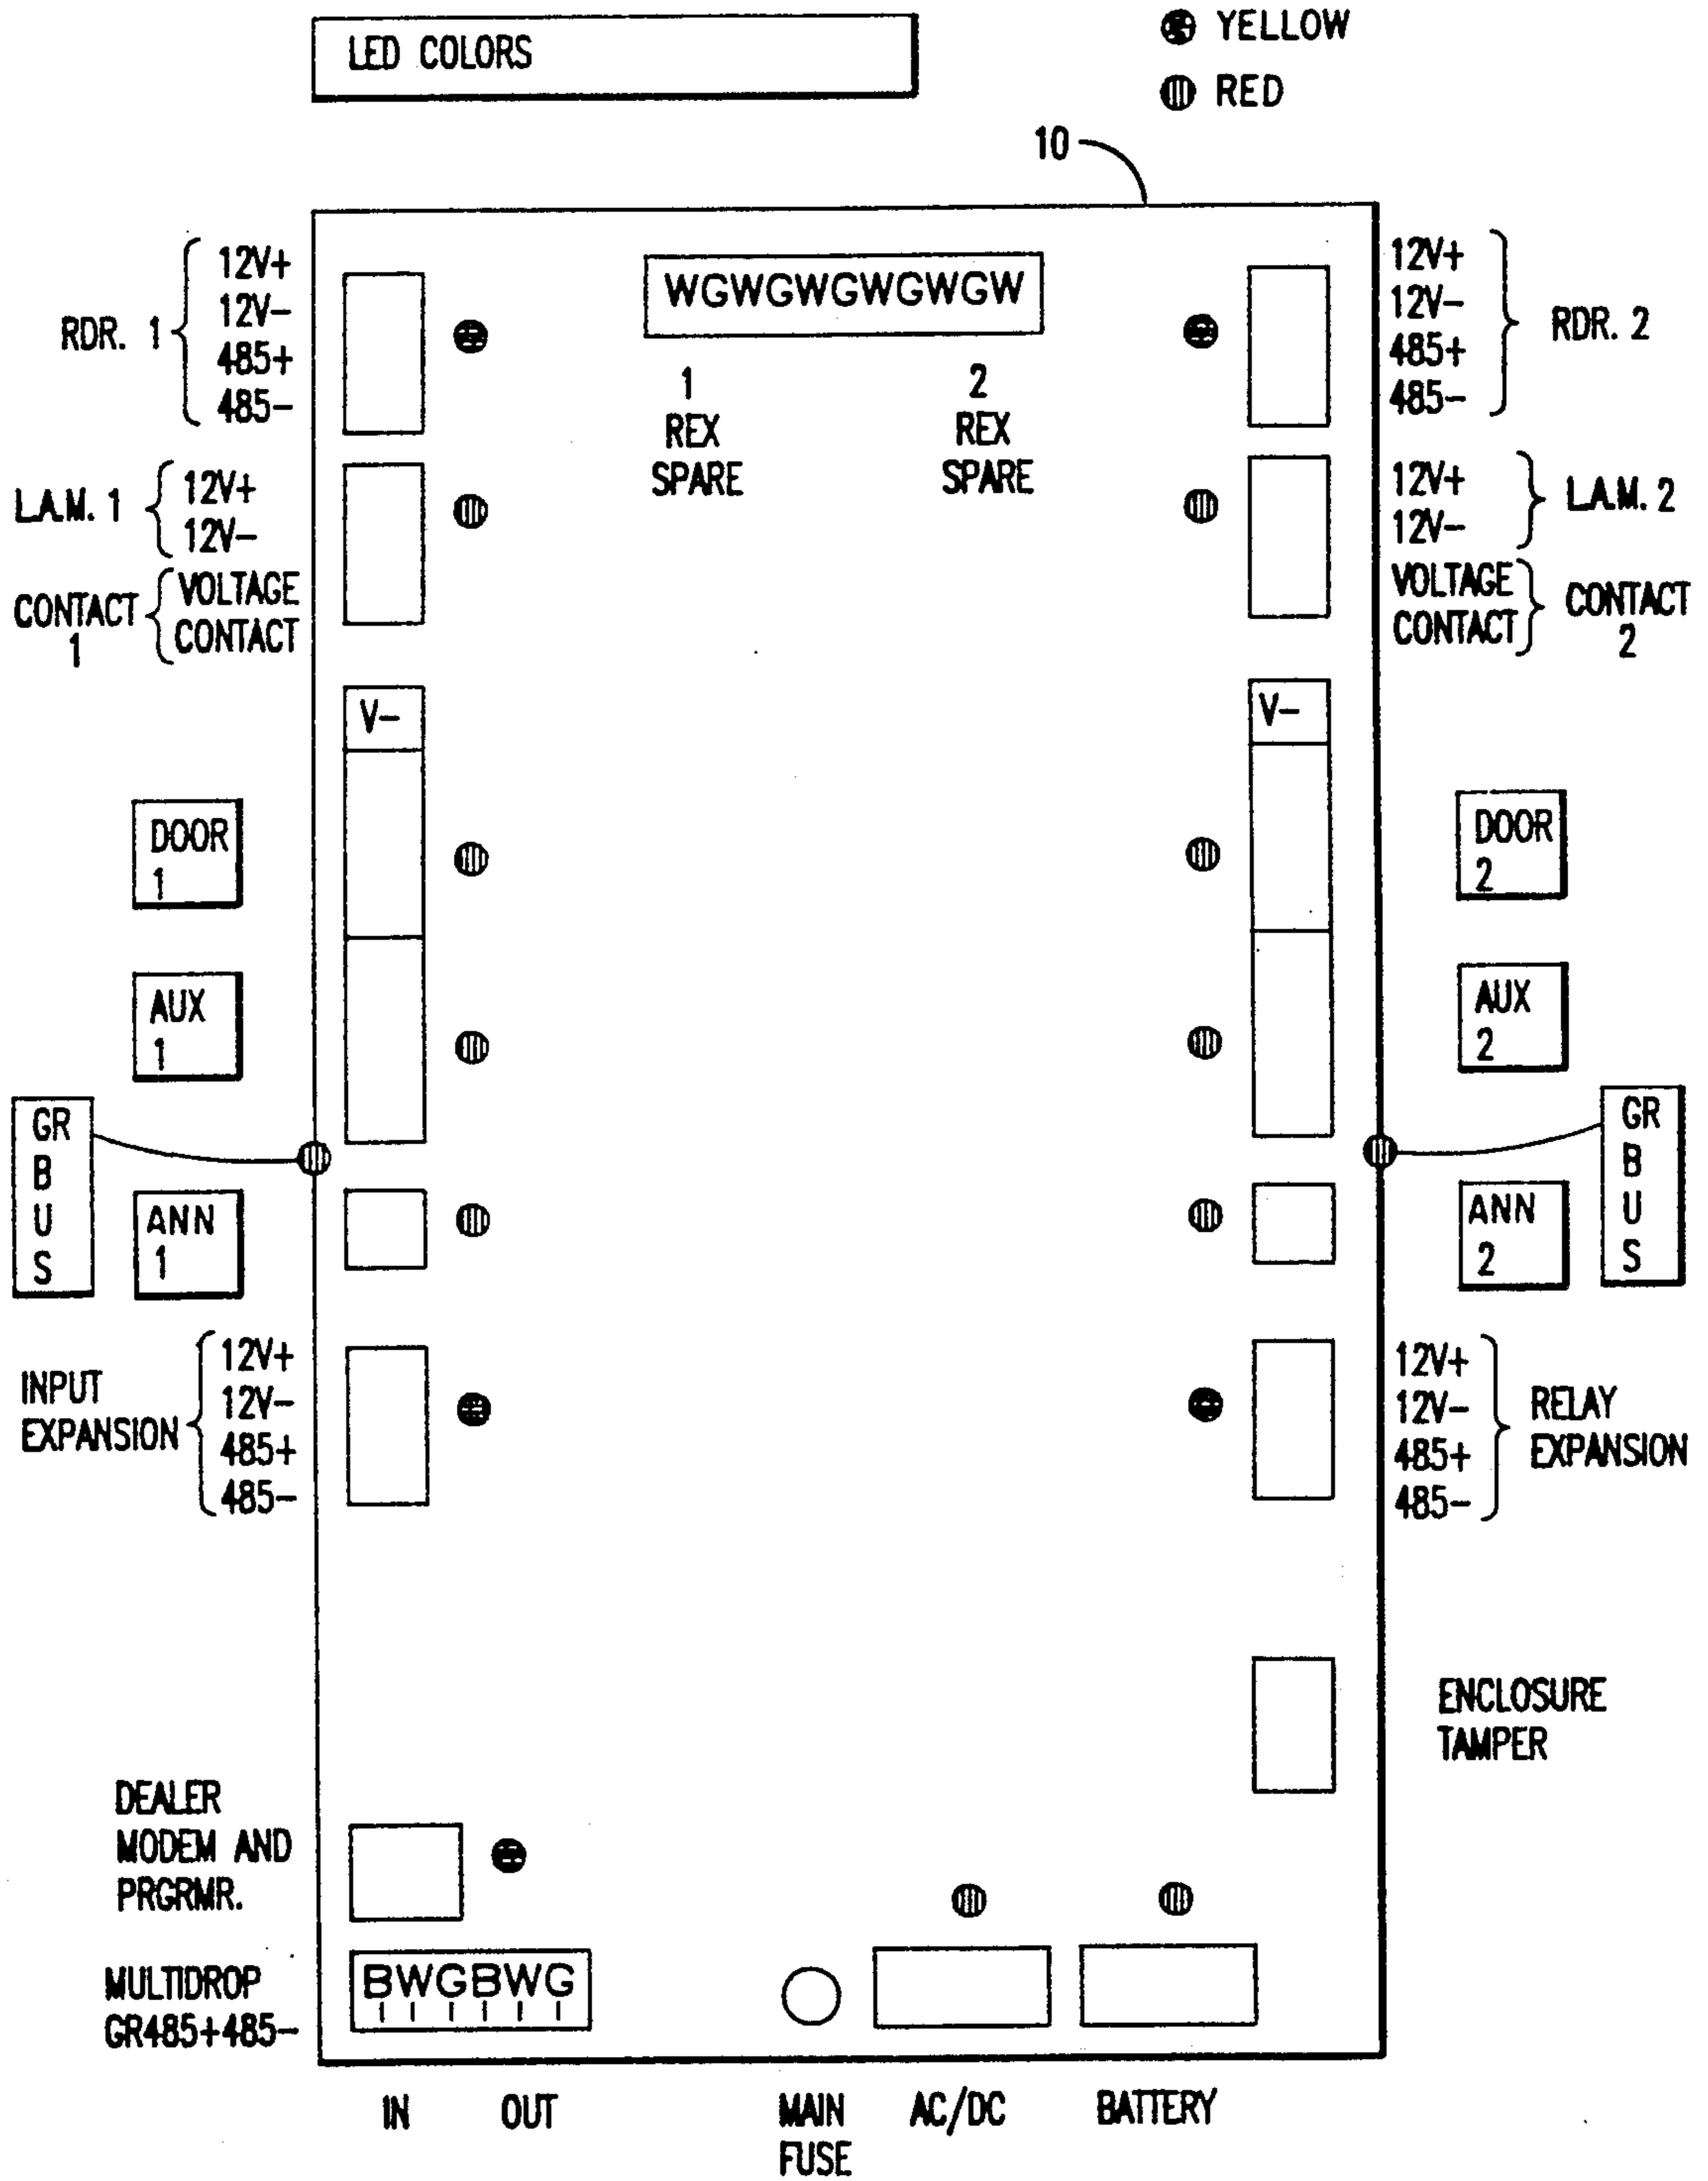 LED COLORS
YELLOW
RED
10
RDR. 1
12V+
12V-
485+
485-
WGWGWGWGWGW
1
REX
SPARE
2
REX
SPARE
12V+
12V-
485+
485-
RDR. 2
L.A.M. 1
12V+
12V-
12V+
12V-
L.A.M. 2
CONTACT
1
VOLTAGE
CONTACT
VOLTAGE
CONTACT
CONTACT
2
V-
V-
DOOR
1
DOOR
2
AUX
1
AUX
2
GR
B
U
S
ANN
1
ANN
2
GR
B
U
S
INPUT
EXPANSION
12V+
12V-
485+
485-
12V+
12V-
485+
485-
RELAY
EXPANSION
ENCLOSURE
TAMPER
DEALER
MODEM AND
PRGRMR.
MULTIDROP
GR485+485-
BWGBWG
IN
OUT
MAIN
FUSE
AC/DC
BATTERY